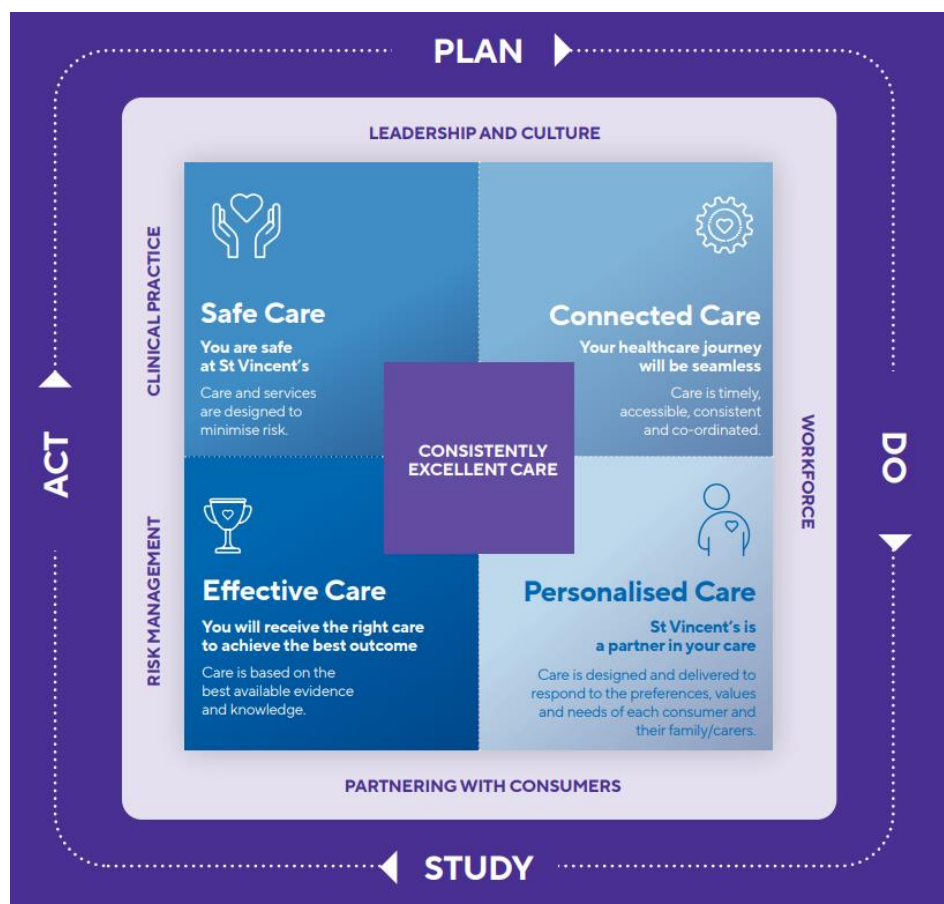 PLAN
LEADERSHIP AND CULTURE
CLINICAL PRACTICE
Safe Care
You are safe
at St Vincent's
Care and services
are designed to
minimise risk.
Connected Care
Your healthcare journey
will be seamless
Care is timely,
accessible, consistent
and co-ordinated.
CONSISTENTLY
EXCELLENT CARE
ACT
WORKFORCE
DO
RISK MANAGEMENT
Effective Care
You will receive the right care
to achieve the best outcome
Care is based on the
best available evidence
and knowledge.
Personalised Care
St Vincent's is
a partner in your care
Care is designed and delivered to
respond to the preferences, values
and needs of each consumer and
their family/carers.
PARTNERING WITH CONSUMERS
STUDY